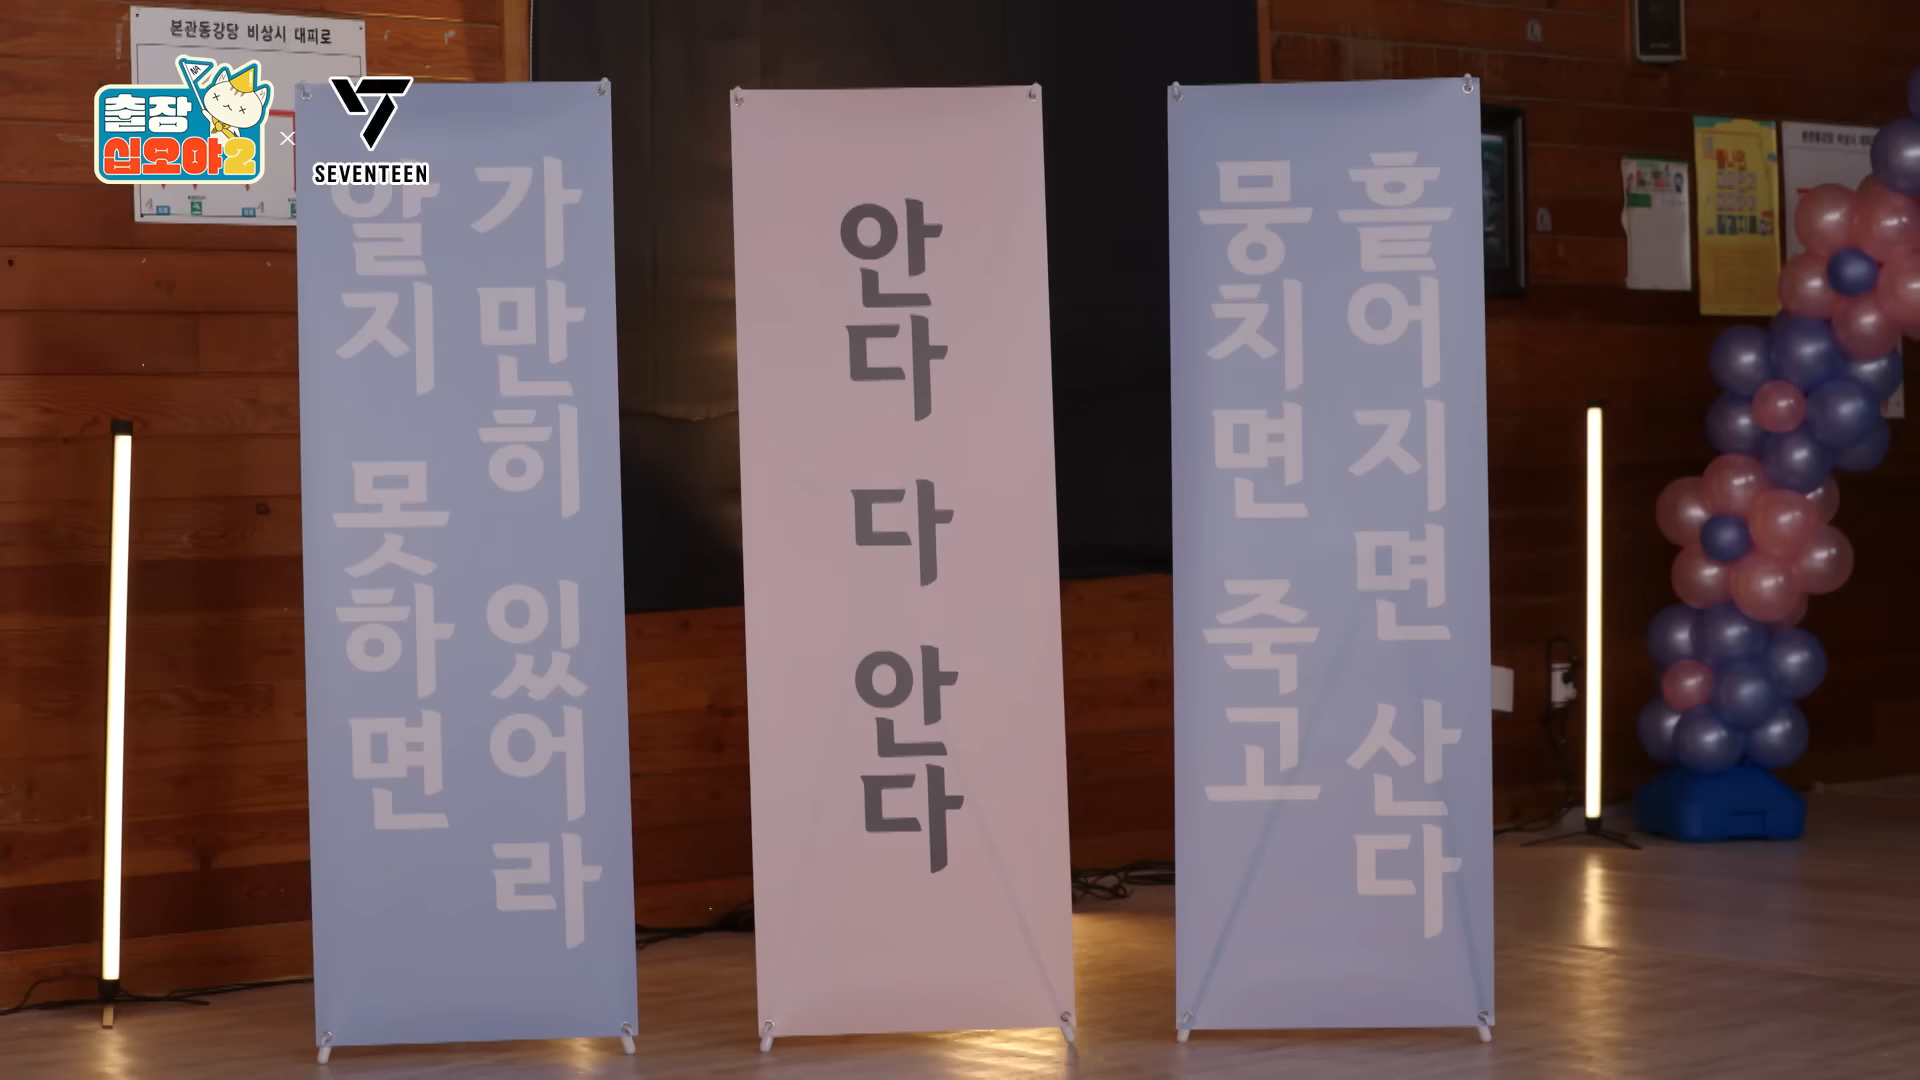 본관동강당 비상시 대피로
출장
십오야2
×
SEVENTEEN
알지 못하면
가만히 있어라
안다 다 안다
뭉치면 죽고
흩어지면 산다